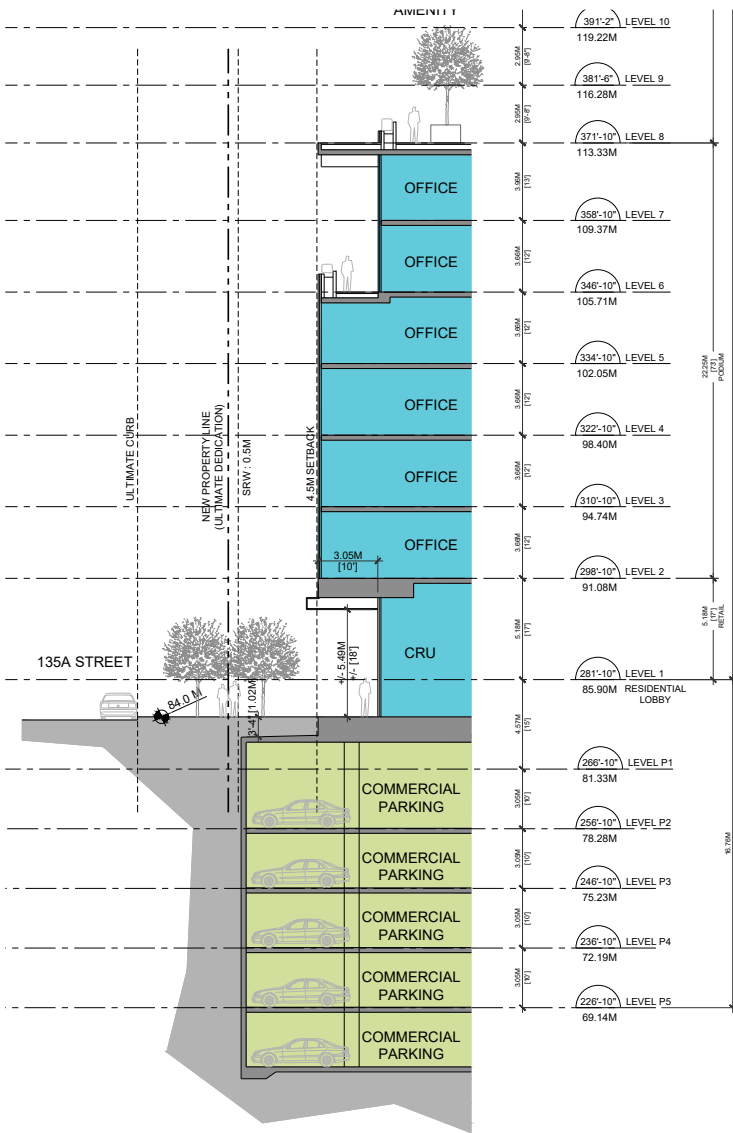 AMENITY
391'-2" LEVEL 10
119.22M
2.95M
[9'-8"]
381'-6" LEVEL 9
116.28M
2.95M
[9'-8"]
371'-10" LEVEL 8
113.33M
OFFICE
3.96M
[13']
358'-10" LEVEL 7
109.37M
OFFICE
3.66M
[12']
346'-10" LEVEL 6
105.71M
OFFICE
3.66M
[12']
334'-10" LEVEL 5
102.05M
22.25M
[73']
PODIUM
OFFICE
3.66M
[12']
322'-10" LEVEL 4
98.40M
ULTIMATE CURB
NEW PROPERTY LINE
(ULTIMATE DEDICATION)
SRW : 0.5M
4.5M SETBACK
OFFICE
3.66M
[12']
310'-10" LEVEL 3
94.74M
OFFICE
3.66M
[12']
3.05M
[10']
298'-10" LEVEL 2
91.08M
5.18M
[17']
5.18M
[17']
RETAIL
CRU
+/- 5.49M
+/- [18']
135A STREET
281'-10" LEVEL 1
85.90M RESIDENTIAL
LOBBY
84.0 M
3'-4" [1.02M]
4.57M
[15']
266'-10" LEVEL P1
81.33M
COMMERCIAL
PARKING
3.05M
[10']
256'-10" LEVEL P2
78.28M
16.76M
COMMERCIAL
PARKING
3.05M
[10']
246'-10" LEVEL P3
75.23M
COMMERCIAL
PARKING
3.05M
[10']
236'-10" LEVEL P4
72.19M
COMMERCIAL
PARKING
3.05M
[10']
226'-10" LEVEL P5
69.14M
COMMERCIAL
PARKING